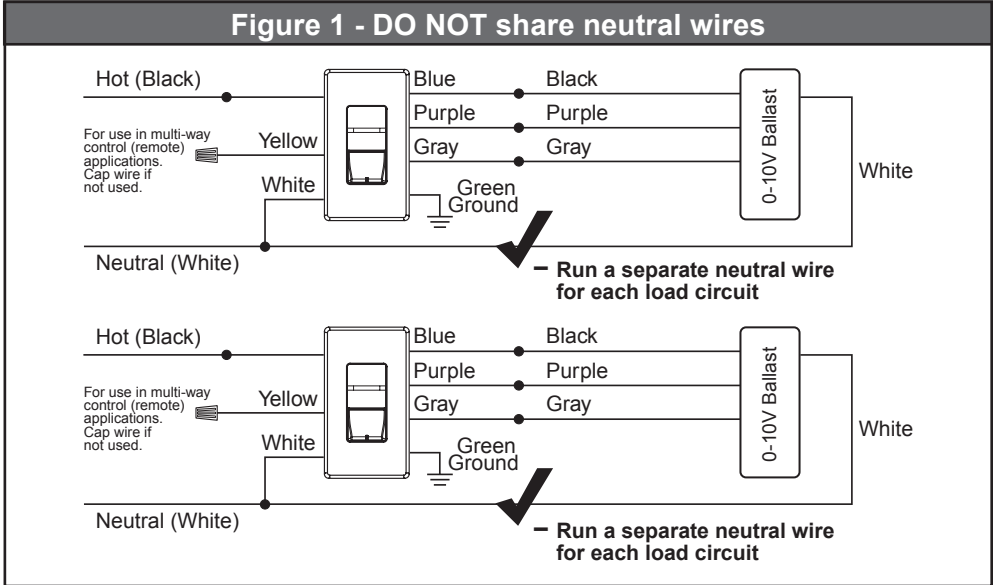 Figure 1 - DO NOT share neutral wires
Hot (Black)
Blue
Black
Purple
Purple
For use in multi-way
control (remote)
applications.
Cap wire if
not used.
Yellow
Gray
Gray
0-10V Ballast
White
White
Green
Ground
Neutral (White)
– Run a separate neutral wire
for each load circuit
Hot (Black)
Blue
Black
Purple
Purple
For use in multi-way
control (remote)
applications.
Cap wire if
not used.
Yellow
Gray
Gray
0-10V Ballast
White
White
Green
Ground
Neutral (White)
– Run a separate neutral wire
for each load circuit